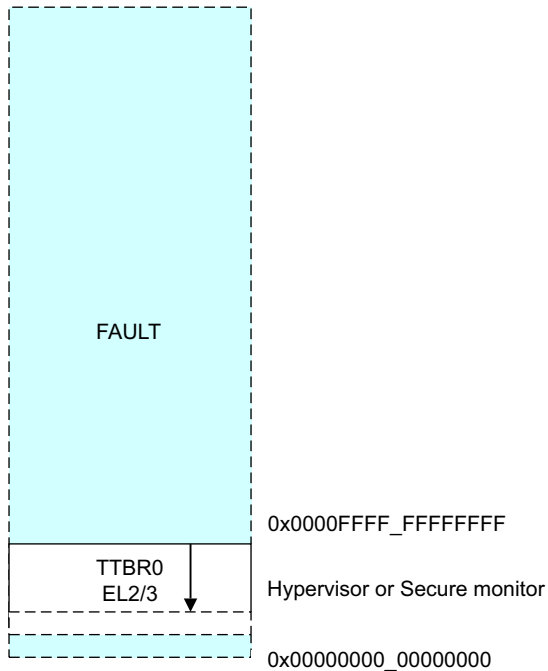 FAULT
0x0000FFFF_FFFFFFFF
TTBR0
EL2/3
Hypervisor or Secure monitor
0x00000000_00000000